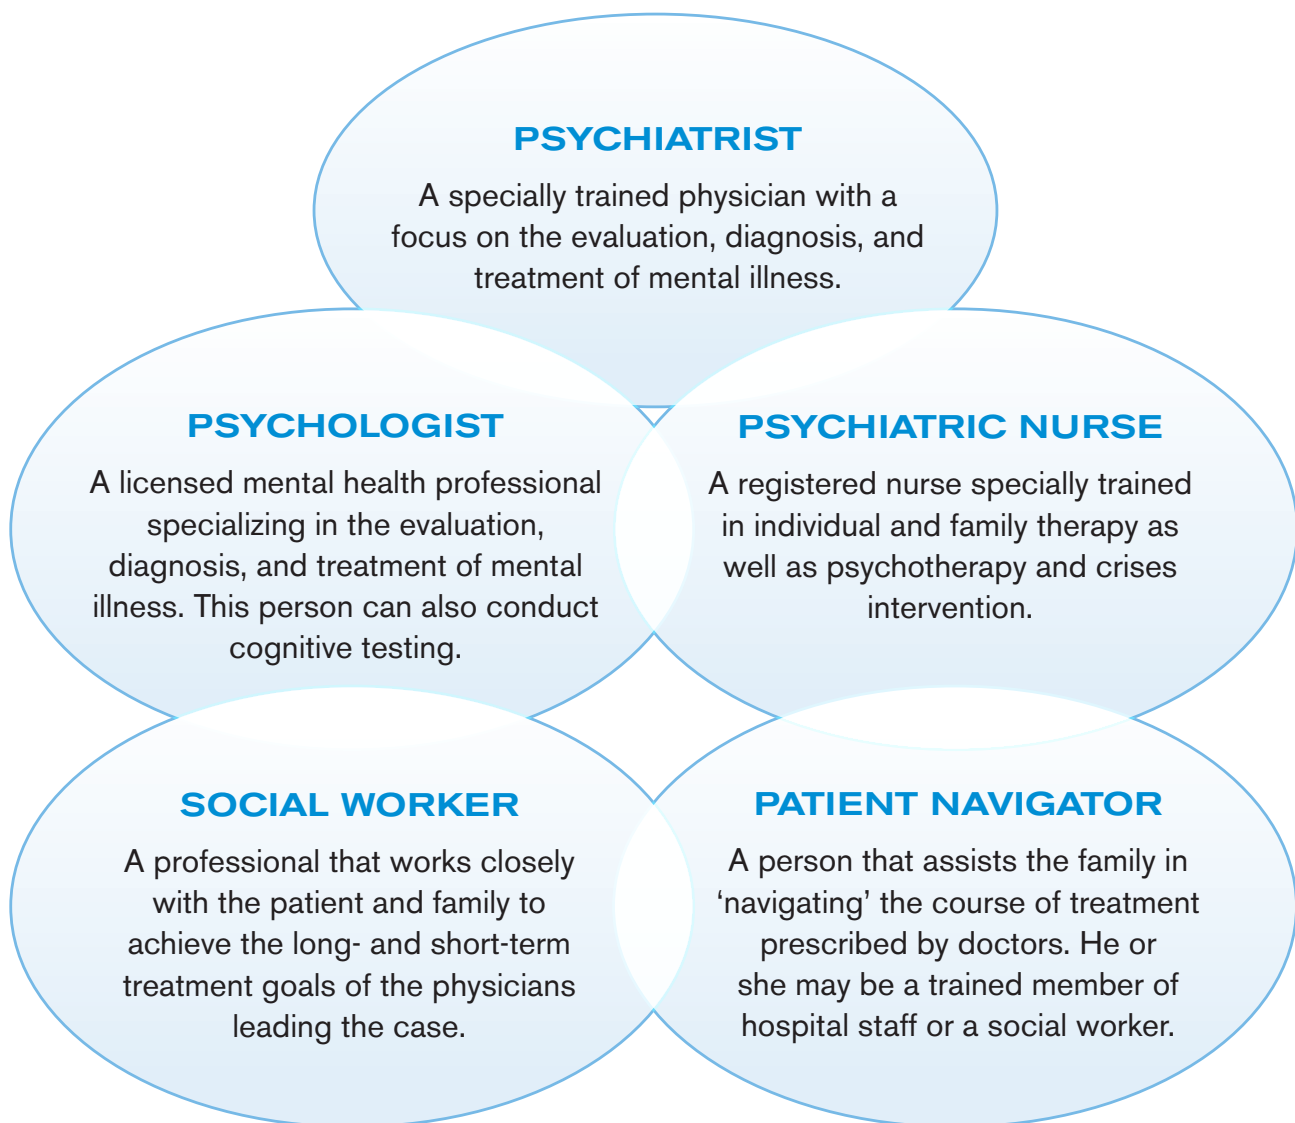 PSYCHIATRIST
A specially trained physician with a
focus on the evaluation, diagnosis, and
treatment of mental illness.
PSYCHOLOGIST
A licensed mental health professional
specializing in the evaluation,
diagnosis, and treatment of mental
illness. This person can also conduct
cognitive testing.
PSYCHIATRIC NURSE
A registered nurse specially trained
in individual and family therapy as
well as psychotherapy and crises
intervention.
SOCIAL WORKER
A professional that works closely
with the patient and family to
achieve the long- and short-term
treatment goals of the physicians
leading the case.
PATIENT NAVIGATOR
A person that assists the family in
‘navigating’ the course of treatment
prescribed by doctors. He or
she may be a trained member of
hospital staff or a social worker.